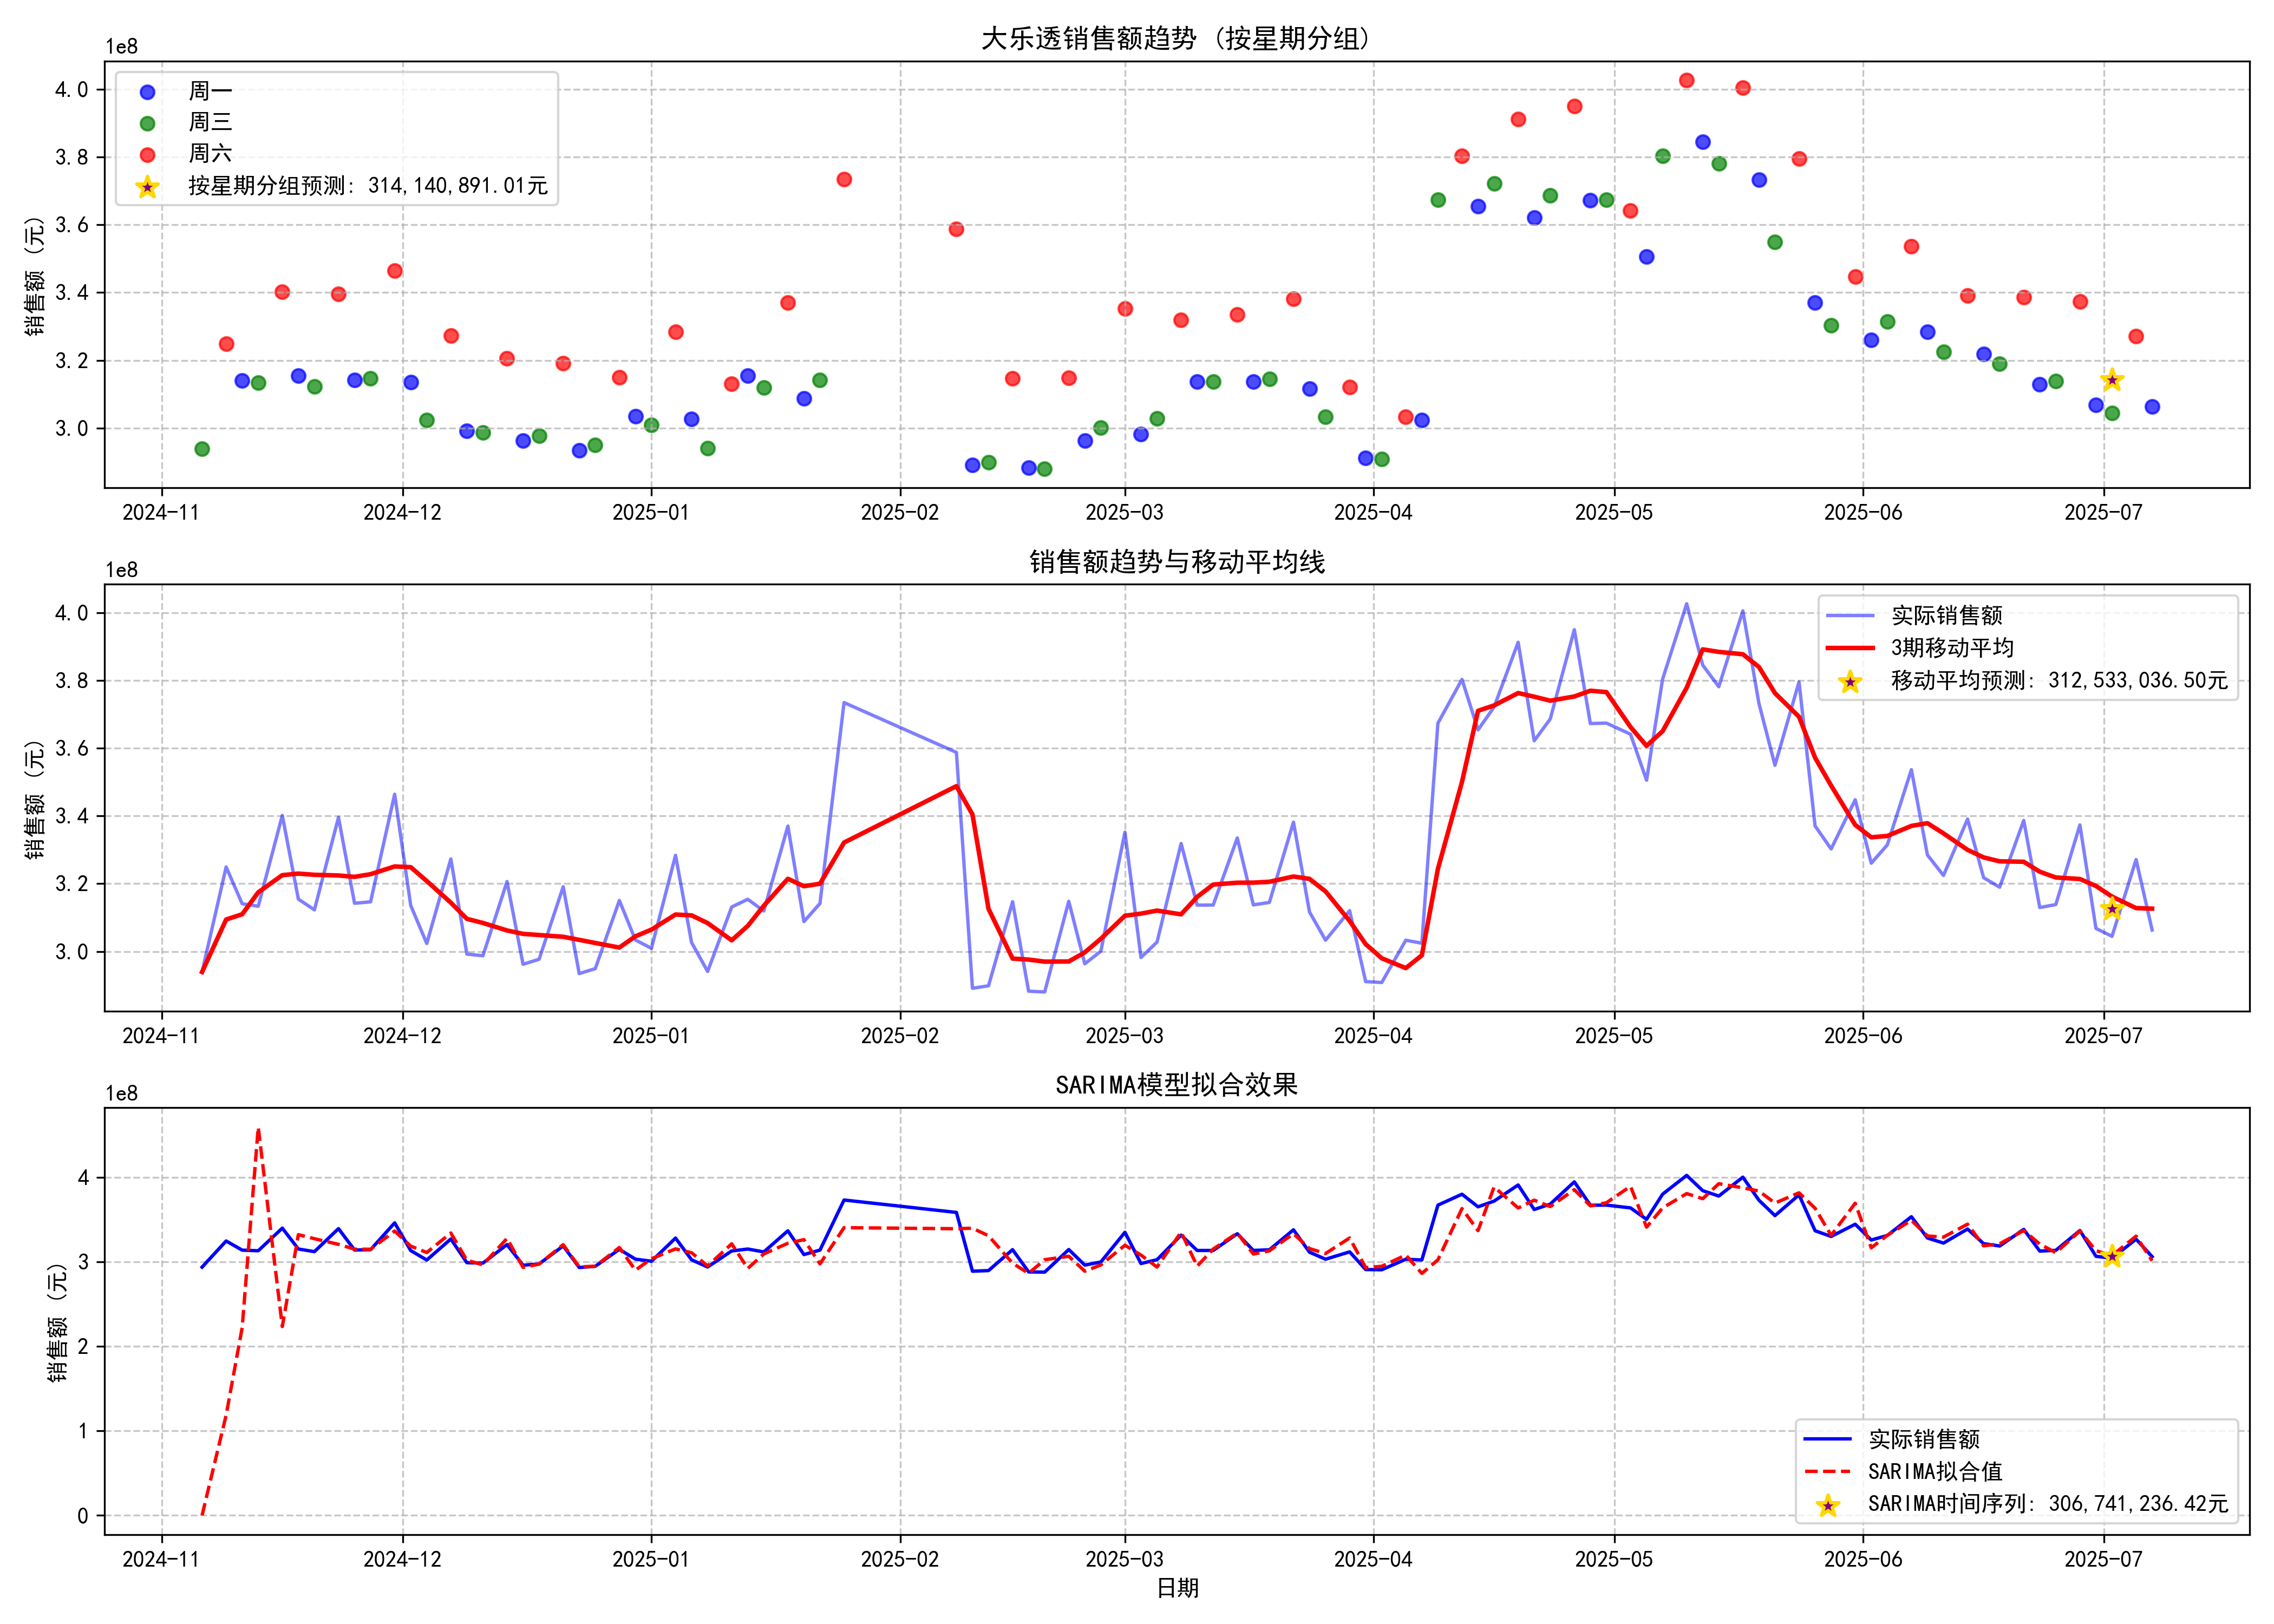 大乐透销售额趋势 (按星期分组)
1e8
4.0
3.8
3.6
3.4
3.2
3.0
销售额 (元)
周一
周三
周六
按星期分组预测: 314,140,891.01元
2024-11 2024-12 2025-01 2025-02 2025-03 2025-04 2025-05 2025-06 2025-07
销售额趋势与移动平均线
1e8
4.0
3.8
3.6
3.4
3.2
3.0
销售额 (元)
实际销售额
3期移动平均
移动平均预测: 312,533,036.50元
2024-11 2024-12 2025-01 2025-02 2025-03 2025-04 2025-05 2025-06 2025-07
SARIMA模型拟合效果
1e8
4
3
2
1
0
销售额 (元)
实际销售额
SARIMA拟合值
SARIMA时间序列: 306,741,236.42元
2024-11 2024-12 2025-01 2025-02 2025-03 2025-04 2025-05 2025-06 2025-07
日期